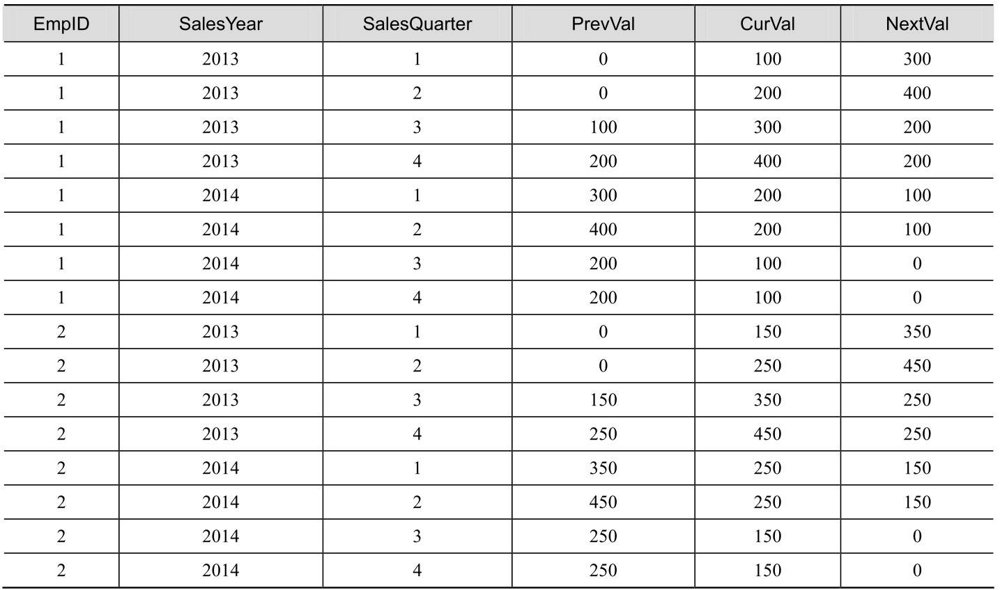 EmpID SalesYear SalesQuarter PrevVal CurVal NextVal
1 2013 1 0 100 300
1 2013 2 0 200 400
1 2013 3 100 300 200
1 2013 4 200 400 200
1 2014 1 300 200 100
1 2014 2 400 200 100
1 2014 3 200 100 0
1 2014 4 200 100 0
2 2013 1 0 150 350
2 2013 2 0 250 450
2 2013 3 150 350 250
2 2013 4 250 450 250
2 2014 1 350 250 150
2 2014 2 450 250 150
2 2014 3 250 150 0
2 2014 4 250 150 0